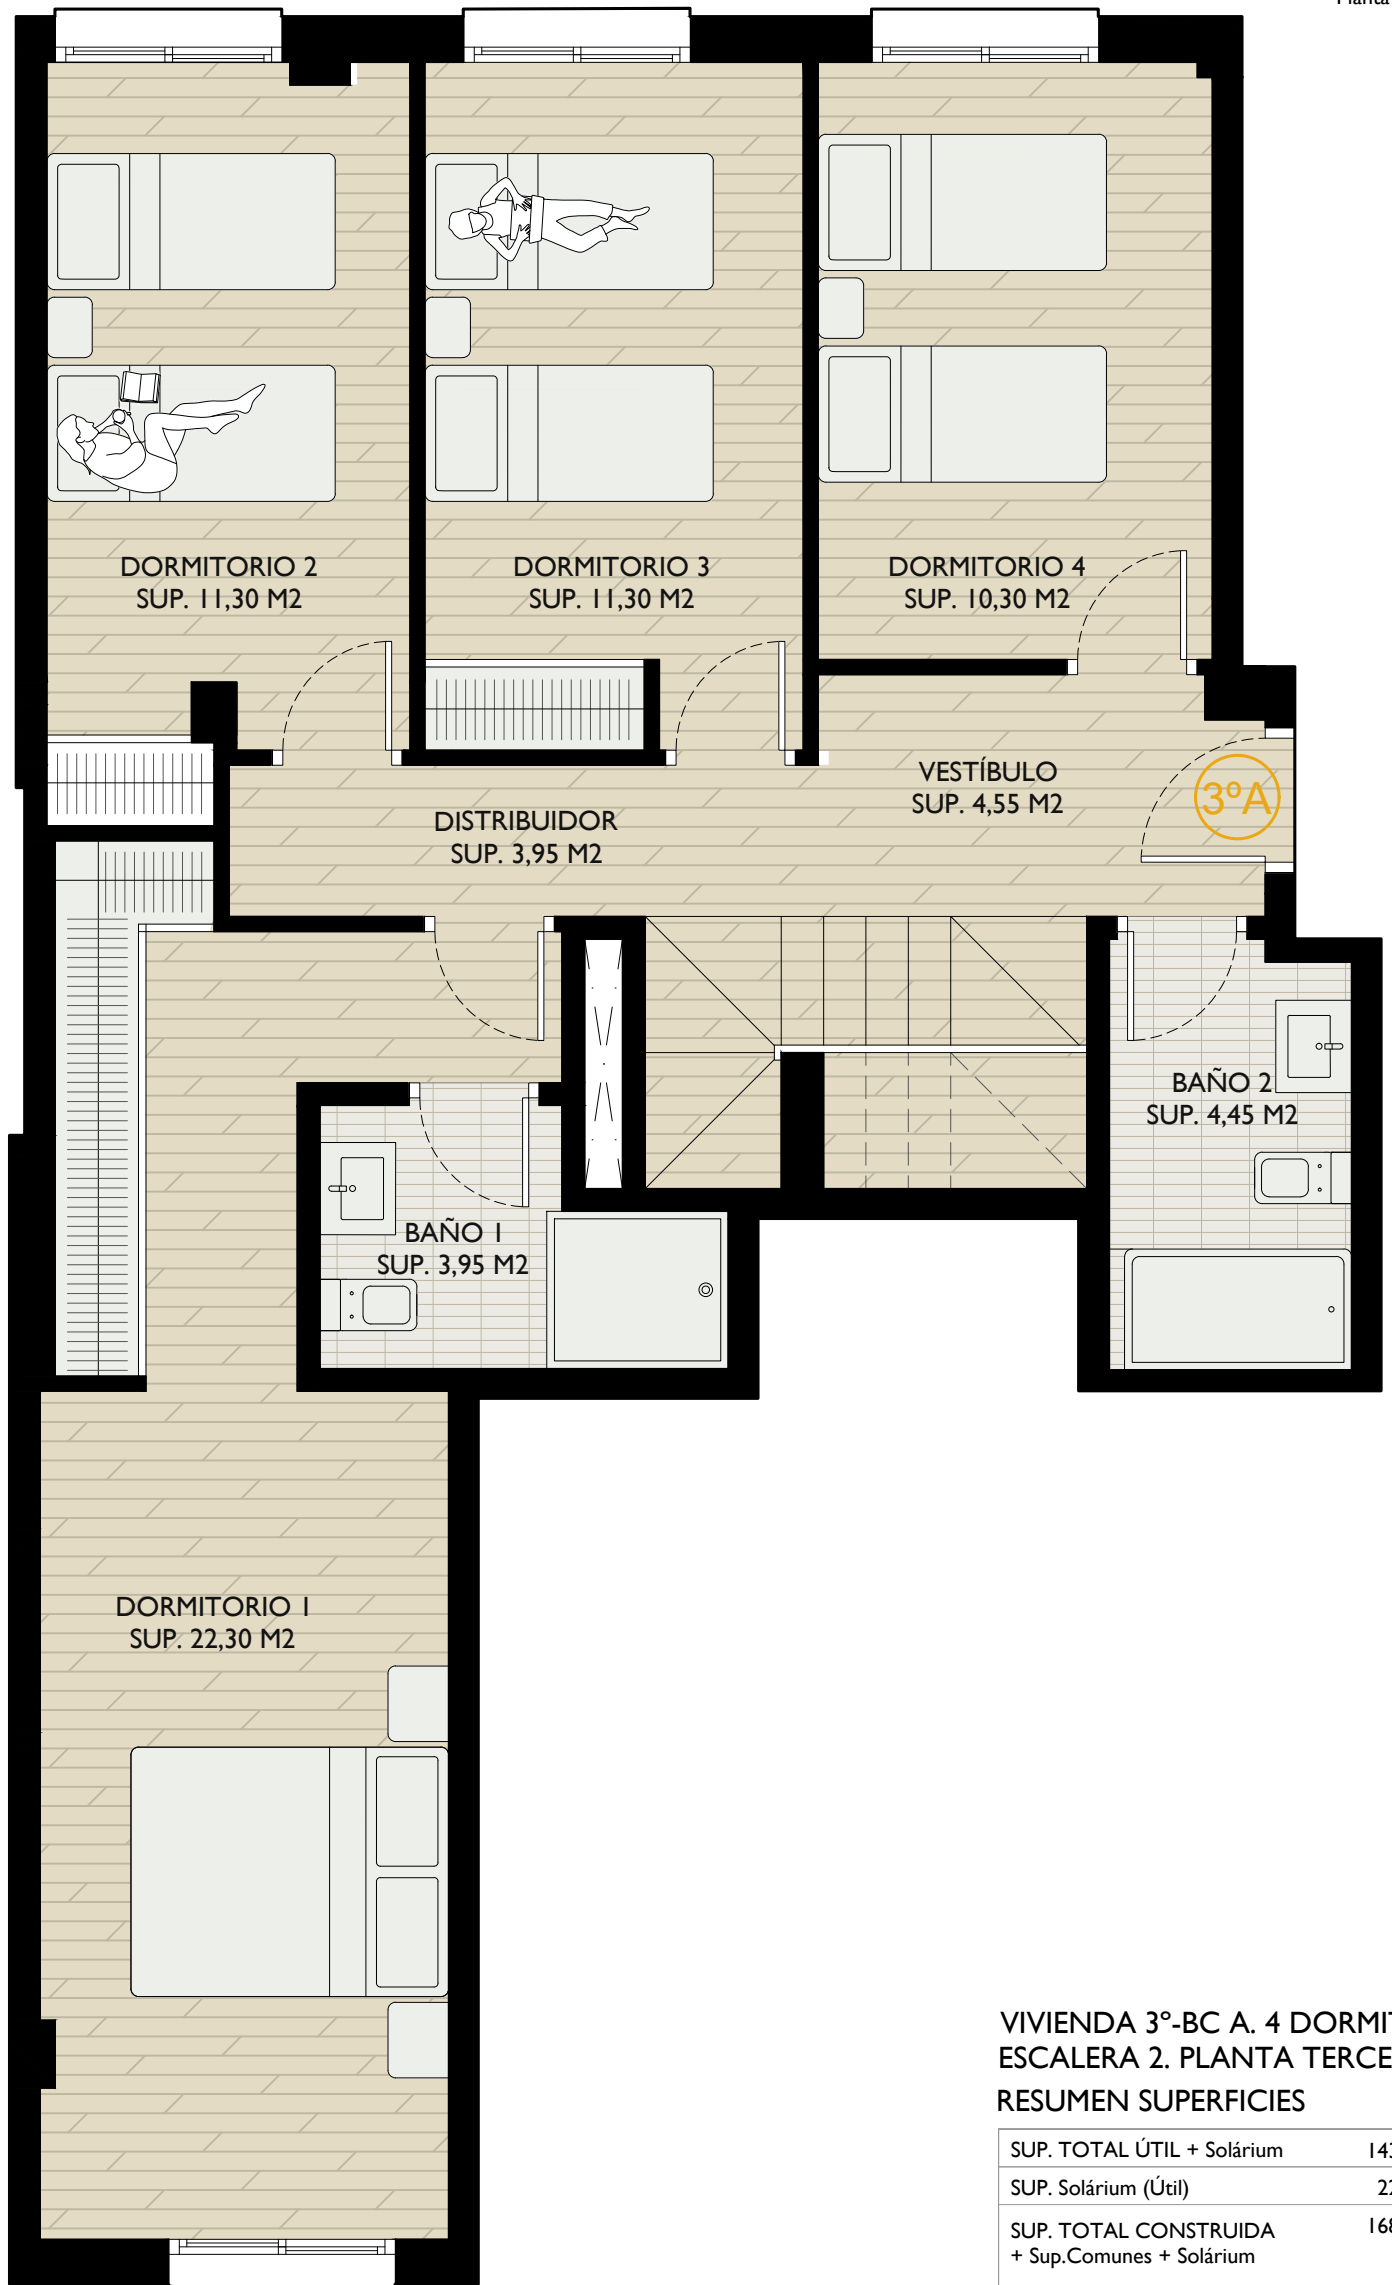 DORMITORIO 2
SUP. 11,30 M2
DORMITORIO 3
SUP. 11,30 M2
DORMITORIO 4
SUP. 10,30 M2
VESTÍBULO
SUP. 4,55 M2
3ºA
DISTRIBUIDOR
SUP. 3,95 M2
BAÑO 2
SUP. 4,45 M2
BAÑO 1
SUP. 3,95 M2
DORMITORIO 1
SUP. 22,30 M2
VIVIENDA 3º-BC A. 4
ESCALERA 2. PLANTA
RESUMEN SUPERFICIES
SUP. TOTAL ÚTIL + Solárium
SUP. Solárium (Útil)
SUP. TOTAL CONSTRUIDA
+ Sup.Comunes + Solárium